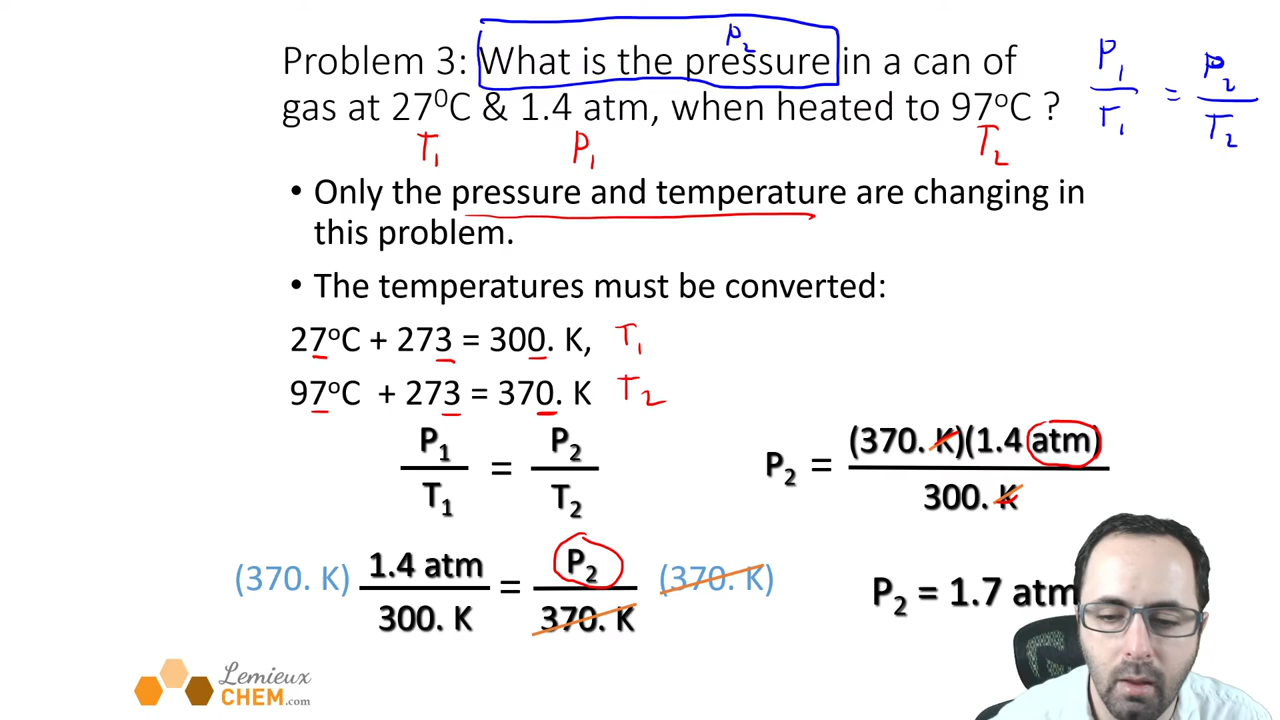 P₂
Problem 3: What is the pressure in a can of
gas at 27⁰C & 1.4 atm, when heated to 97ᵒC ?
P₁/T₁ = P₂/T₂
T₁ P₁ T₂
• Only the pressure and temperature are changing in
this problem.
• The temperatures must be converted:
27ᵒC + 273 = 300. K, T₁
97ᵒC + 273 = 370. K T₂
P₁/T₁ = P₂/T₂
(370. K) 1.4 atm/300. K = P₂/370. K (370. K)
P₂ = (370. K)(1.4 atm)/300. K
P₂ = 1.7 atm
Lemieux
CHEM.com